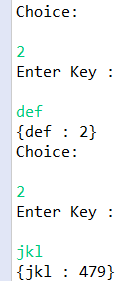 Choice:
2
Enter Key :
def
{def : 2}
Choice:
2
Enter Key :
jkl
{jkl : 479}